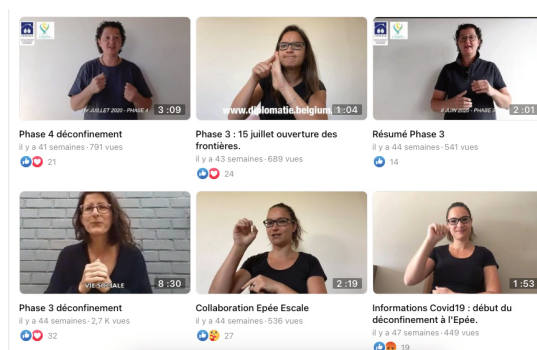 JUILLET 2020 - PHASE 4
3:09
www.diplomatie.belgium.
1:04
8 JUIN 2020 - PHASE 3
2:01
Phase 4 déconfinement
il y a 41 semaines · 791 vues
21
Phase 3 : 15 juillet ouverture des
frontières.
il y a 43 semaines · 689 vues
24
Résumé Phase 3
il y a 44 semaines · 541 vues
14
VIE SOCIALE
8:30
2:19
1:53
Phase 3 déconfinement
il y a 44 semaines · 2,7 K vues
32
Collaboration Epée Escale
il y a 44 semaines · 536 vues
27
Informations Covid19 : début du
déconfinement à l'Epée.
il y a 47 semaines · 449 vues
19